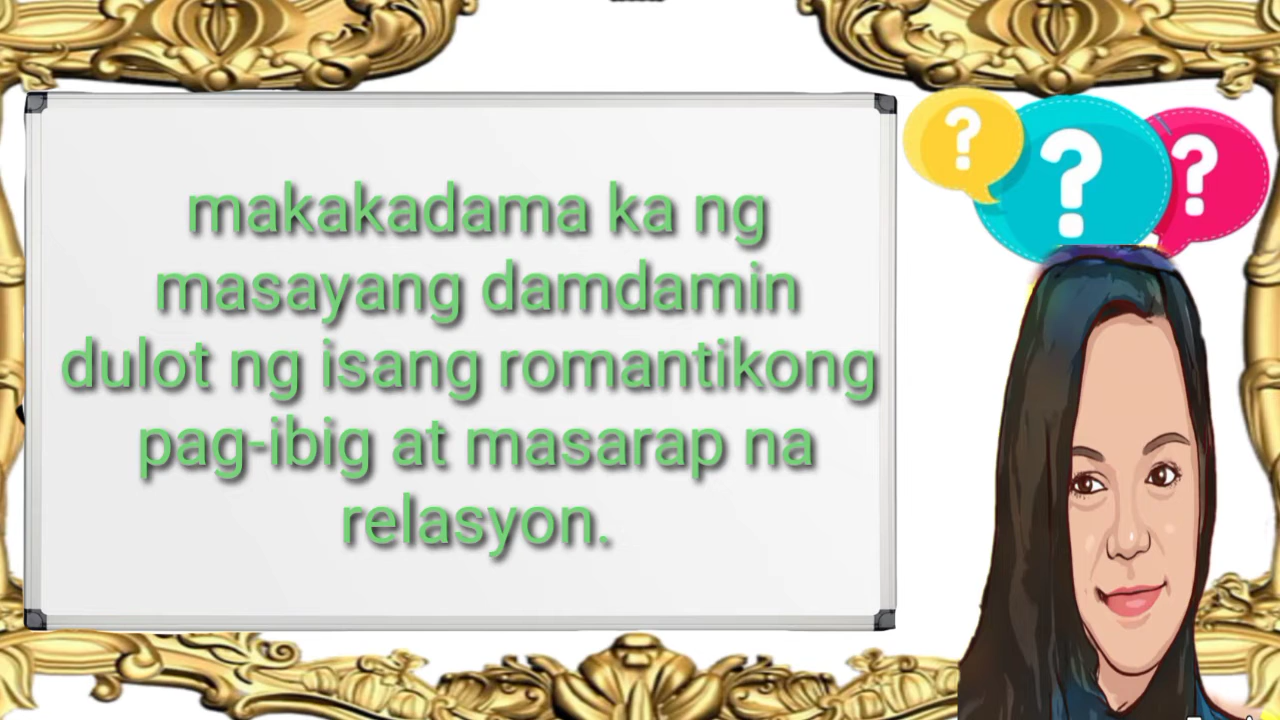 makakadama ka ng
masayang damdamin
dulot ng isang romantikong
pag-ibig at masarap na
relasyon.
? ? ?